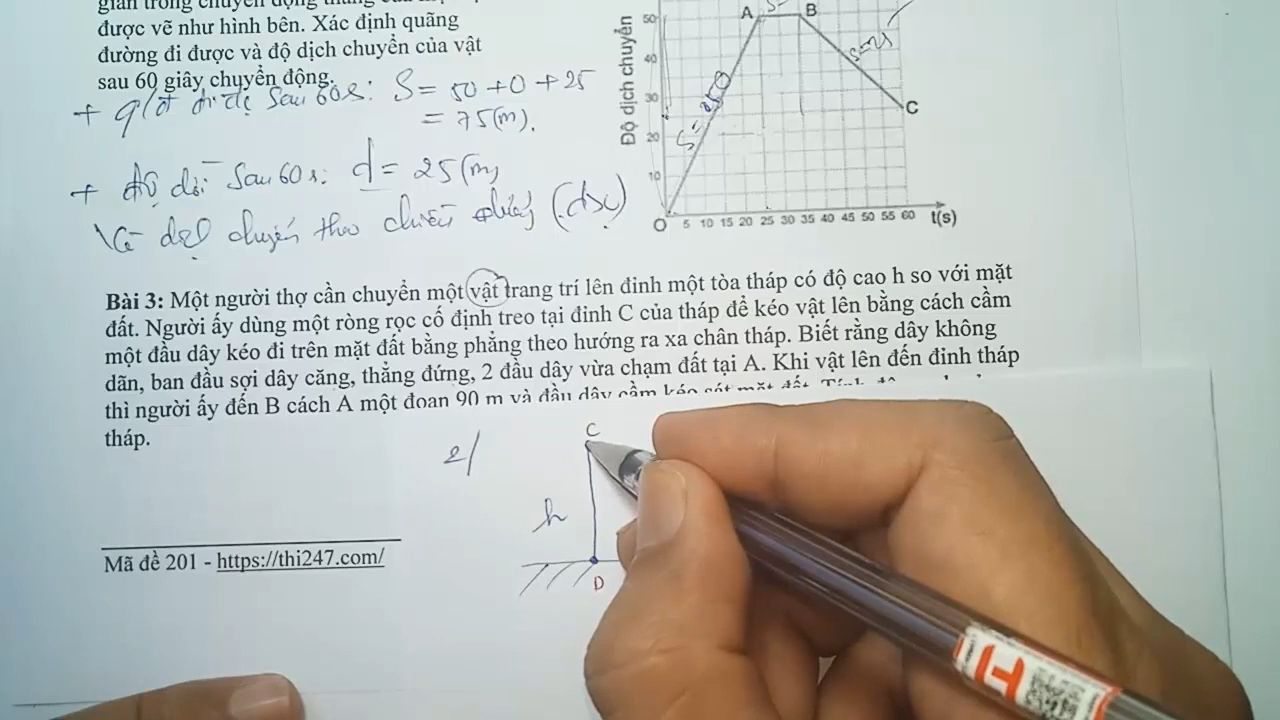 gian trong chuyển động thẳng của
được vẽ như hình bên. Xác định quãng
đường đi được và độ dịch chuyển của vật
sau 60 giây chuyển động.
sau 60s: S = 50 + 0 + 25
= 75(m).
+ Độ dời sau 60s: d = 25(m)
Vật dịch chuyển theo chiều
Độ dịch chuyển
50
40
30
20
10
A
B
C
O 5 10 15 20 25 30 35 40 45 50 55 60 t(s)
Bài 3: Một người thợ cần chuyển một vật trang trí lên đỉnh một tòa tháp có độ cao h so với mặt
đất. Người ấy dùng một ròng rọc cố định treo tại đỉnh C của tháp để kéo vật lên bằng cách cầm
một đầu dây kéo đi trên mặt đất bằng phẳng theo hướng ra xa chân tháp. Biết rằng dây không
dãn, ban đầu sợi dây căng, thẳng đứng, 2 đầu dây vừa chạm đất tại A. Khi vật lên đến đỉnh tháp
thì người ấy đến B cách A một đoạn 90 m và đầu dây cầm kéo sát mặt đất. Tính
tháp.
2/
C
h
D
Mã đề 201 - https://thi247.com/